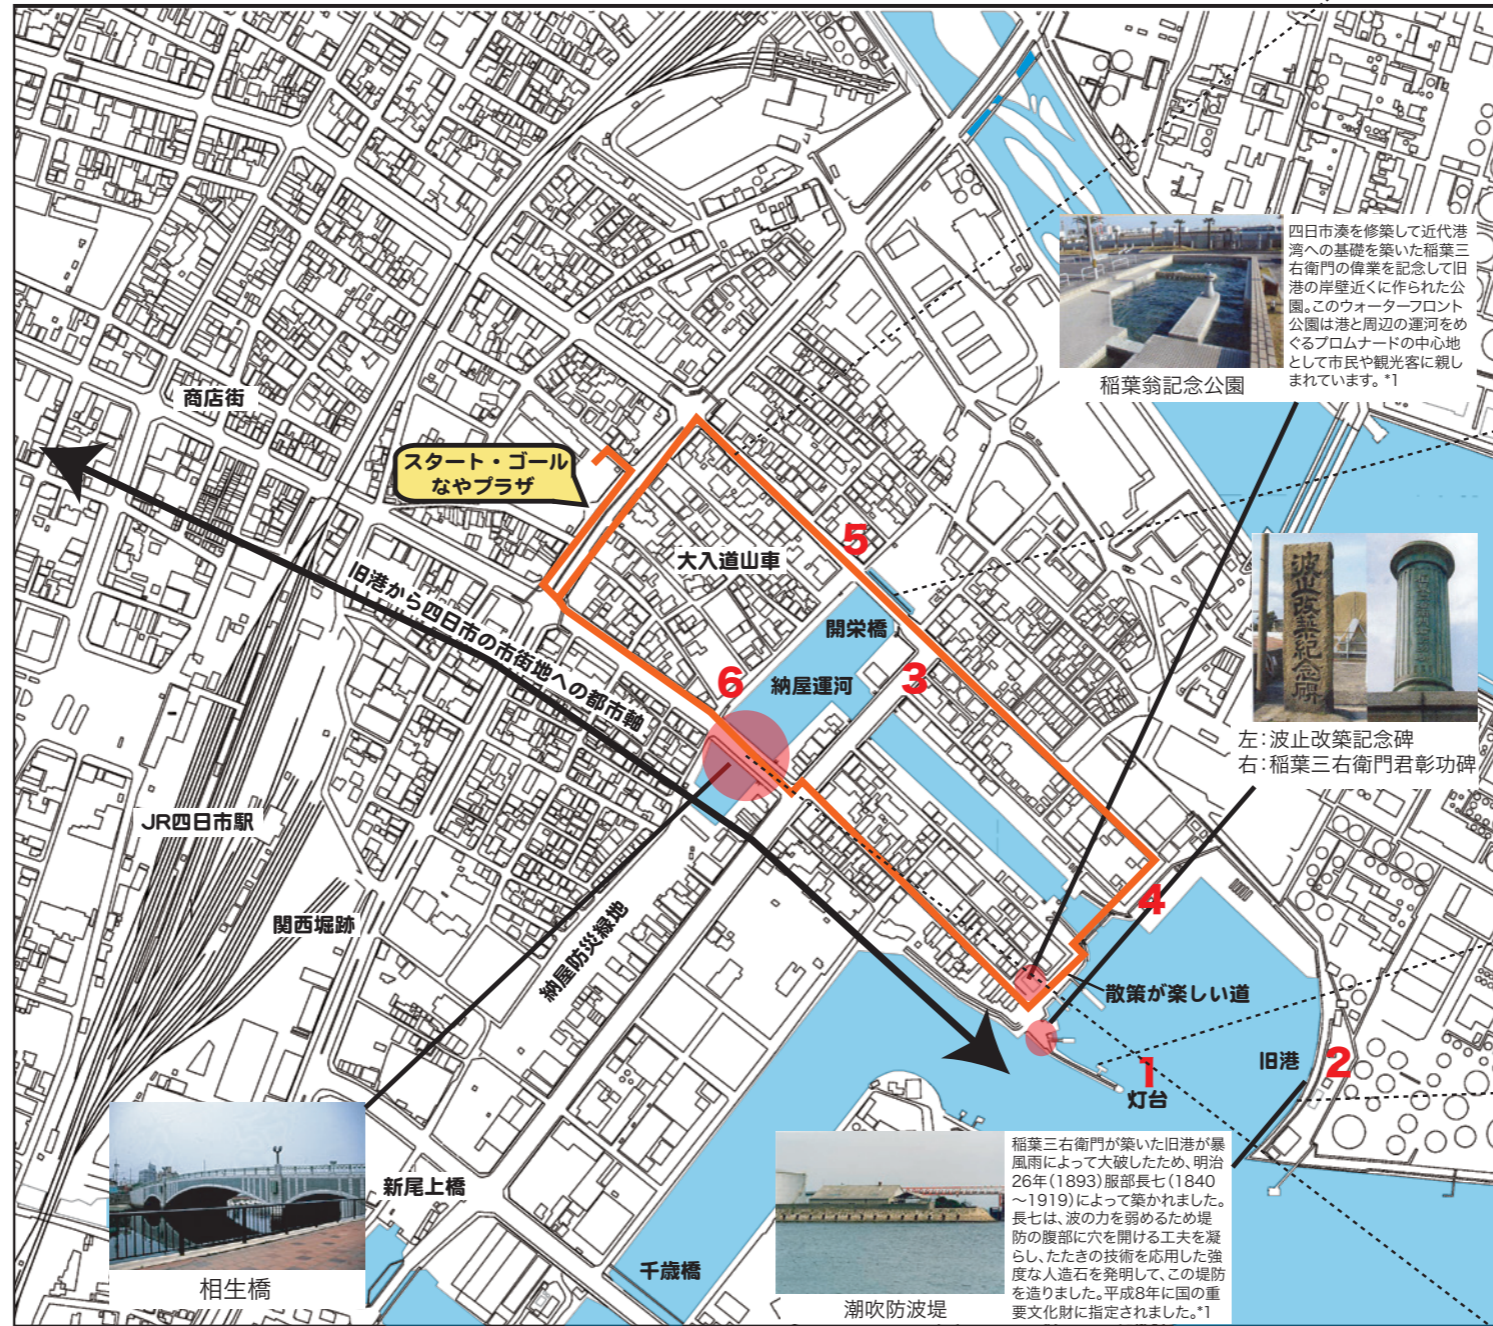 四日市湊を修築して近代港
湾への基礎を築いた稲葉三
右衛門の偉業を記念して旧
港の岸壁近くに作られた公
園。このウォーターフロント
公園は港と周辺の運河をめ
ぐるプロムナードの中心地
として市民や観光客に親し
まれています。*1
稲葉翁記念公園
商店街
スタート・ゴール
なやプラザ
大入道山車
5
開栄橋
旧港から四日市の市街地への都市軸
6
納屋運河
3
波止改築紀念碑
左:波止改築記念碑
右:稲葉三右衛門君彰功碑
JR四日市駅
関西堀跡
納屋防災緑地
4
散策が楽しい道
旧港
2
1
灯台
新尾上橋
千歳橋
相生橋
潮吹防波堤
稲葉三右衛門が築いた旧港が暴
風雨によって大破したため、明治
26年(1893)服部長七(1840
～1919)によって築かれました。
長七は、波の力を弱めるため堤
防の腹部に穴を開ける工夫を凝
らし、たたきの技術を応用した強
度な人造石を発明して、この堤防
を造りました。平成8年に国の重
要文化財に指定されました。*1